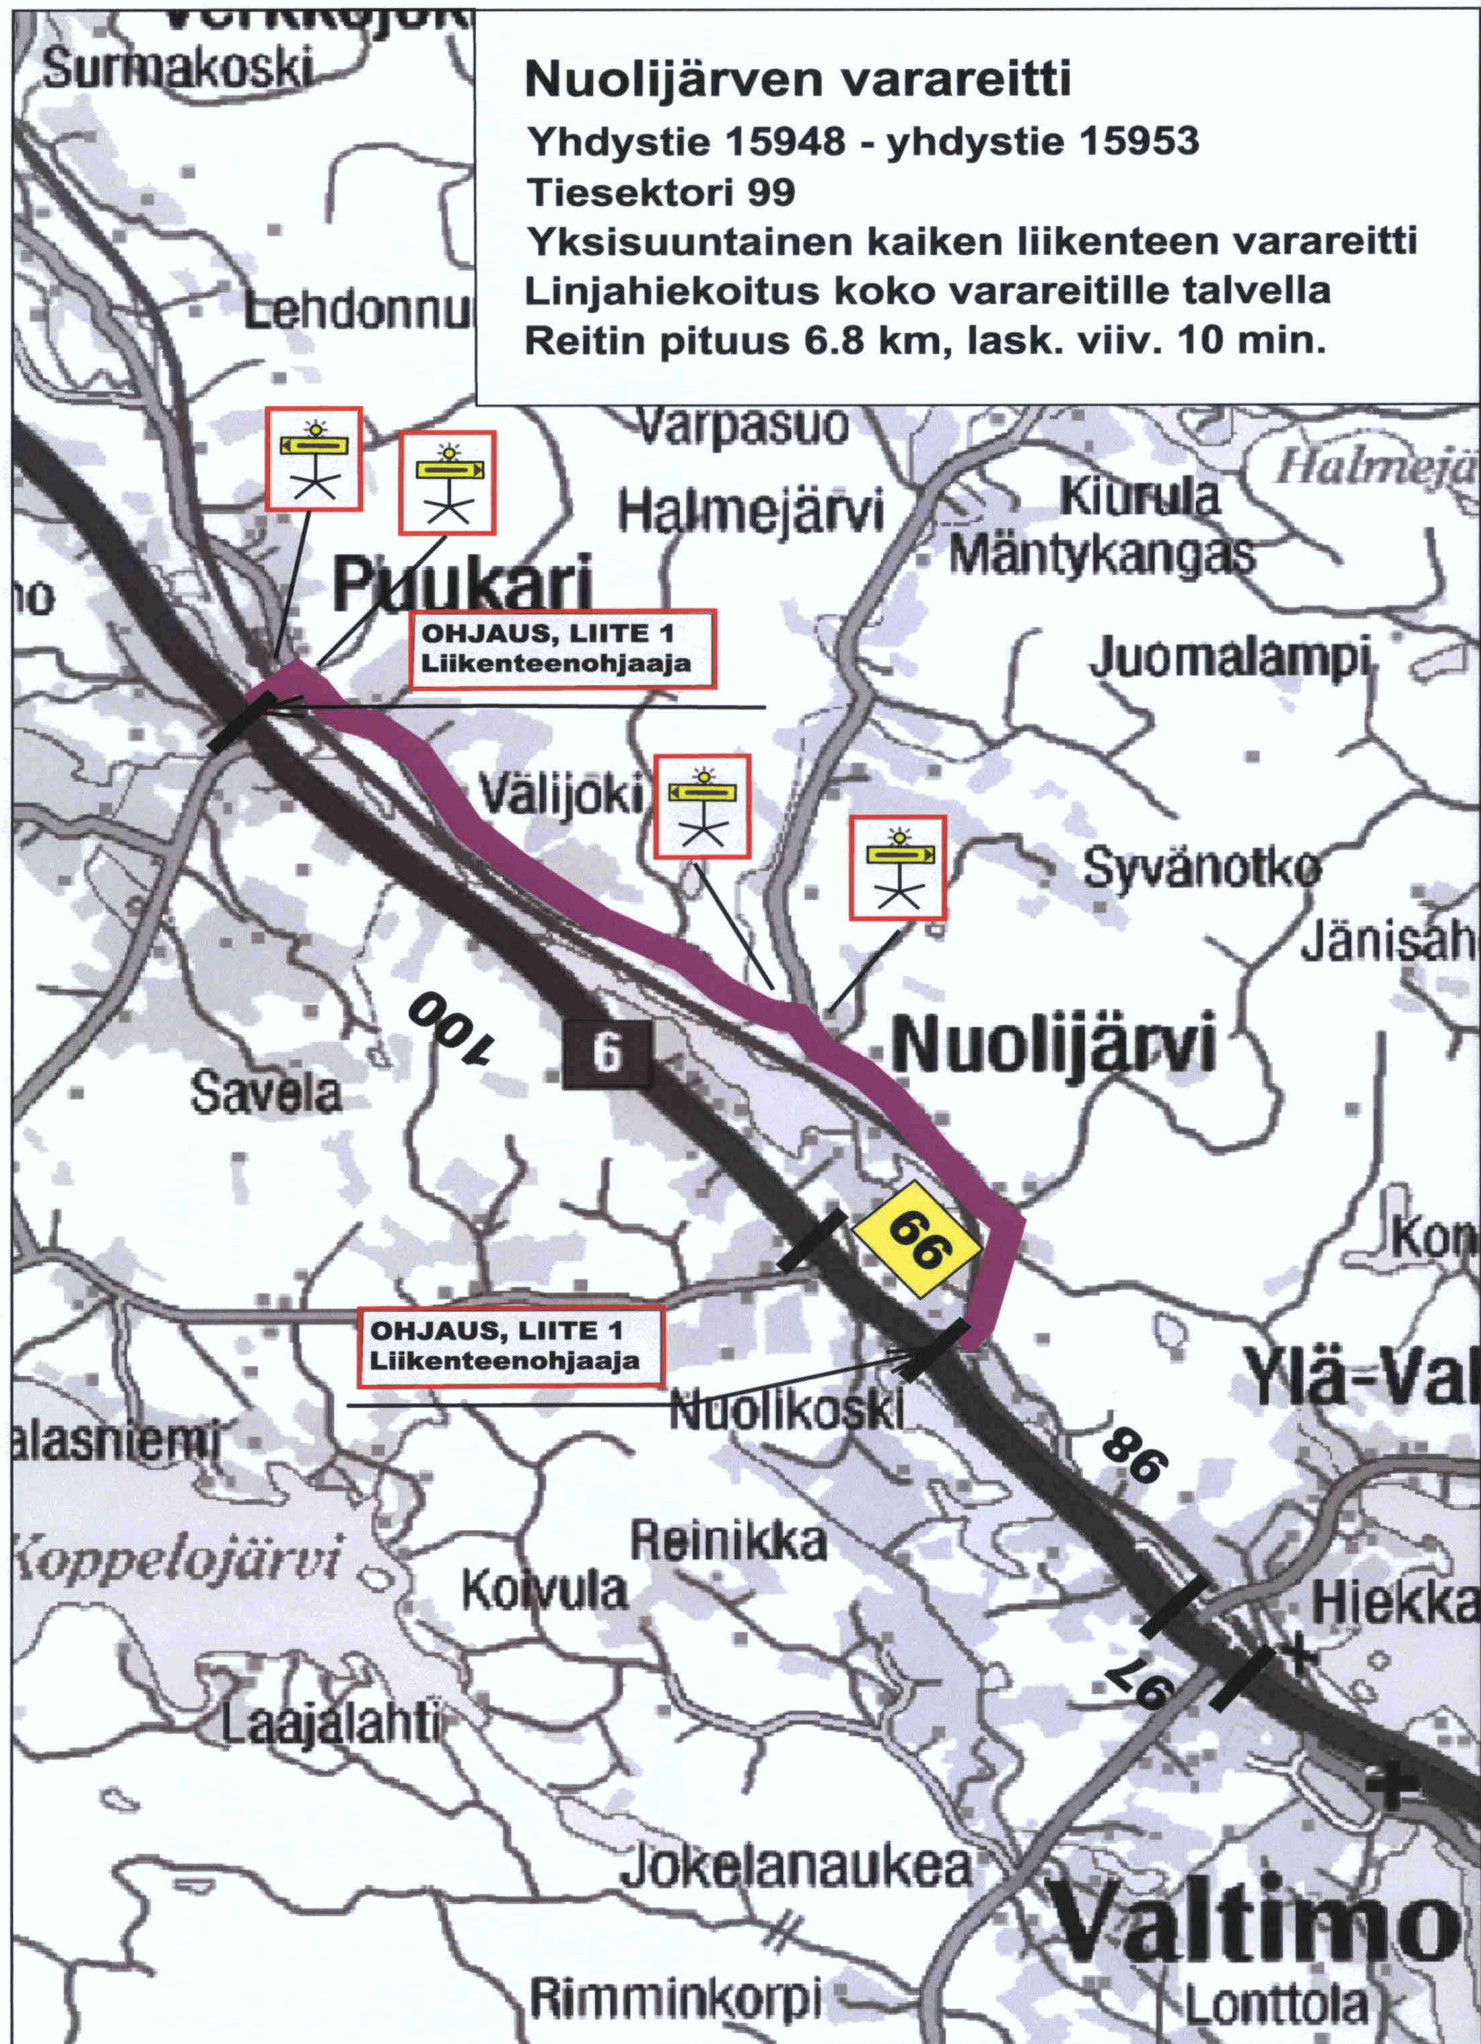 Surmakoski
Nuolijärven varareitti
Yhdystie 15948 - yhdystie 15953
Tiesektori 99
Yksisuuntainen kaiken liikenteen varareitti
Linjahiekoitus koko varareitille talvella
Reitin pituus 6.8 km, lask. viiv. 10 min.
Lehdonnu
Varpasuo
Halmejä
Halmejärvi
Kiurula
Mäntykangas
Puukari
OHJAUS, LIITE 1
Liikenteenohjaaja
Juomalampi
Välijoki
Syvänotko
Jänisah
100
6
Nuolijärvi
Savela
99
Kon
OHJAUS, LIITE 1
Liikenteenohjaaja
Nuolikoski
Ylä-Val
alasniemi
98
Koppelojärvi
Reinikka
Koivula
Hiekka
97
Laajalahti
Jokelanaukea
Valtimo
Rimminkorpi
Lonttola